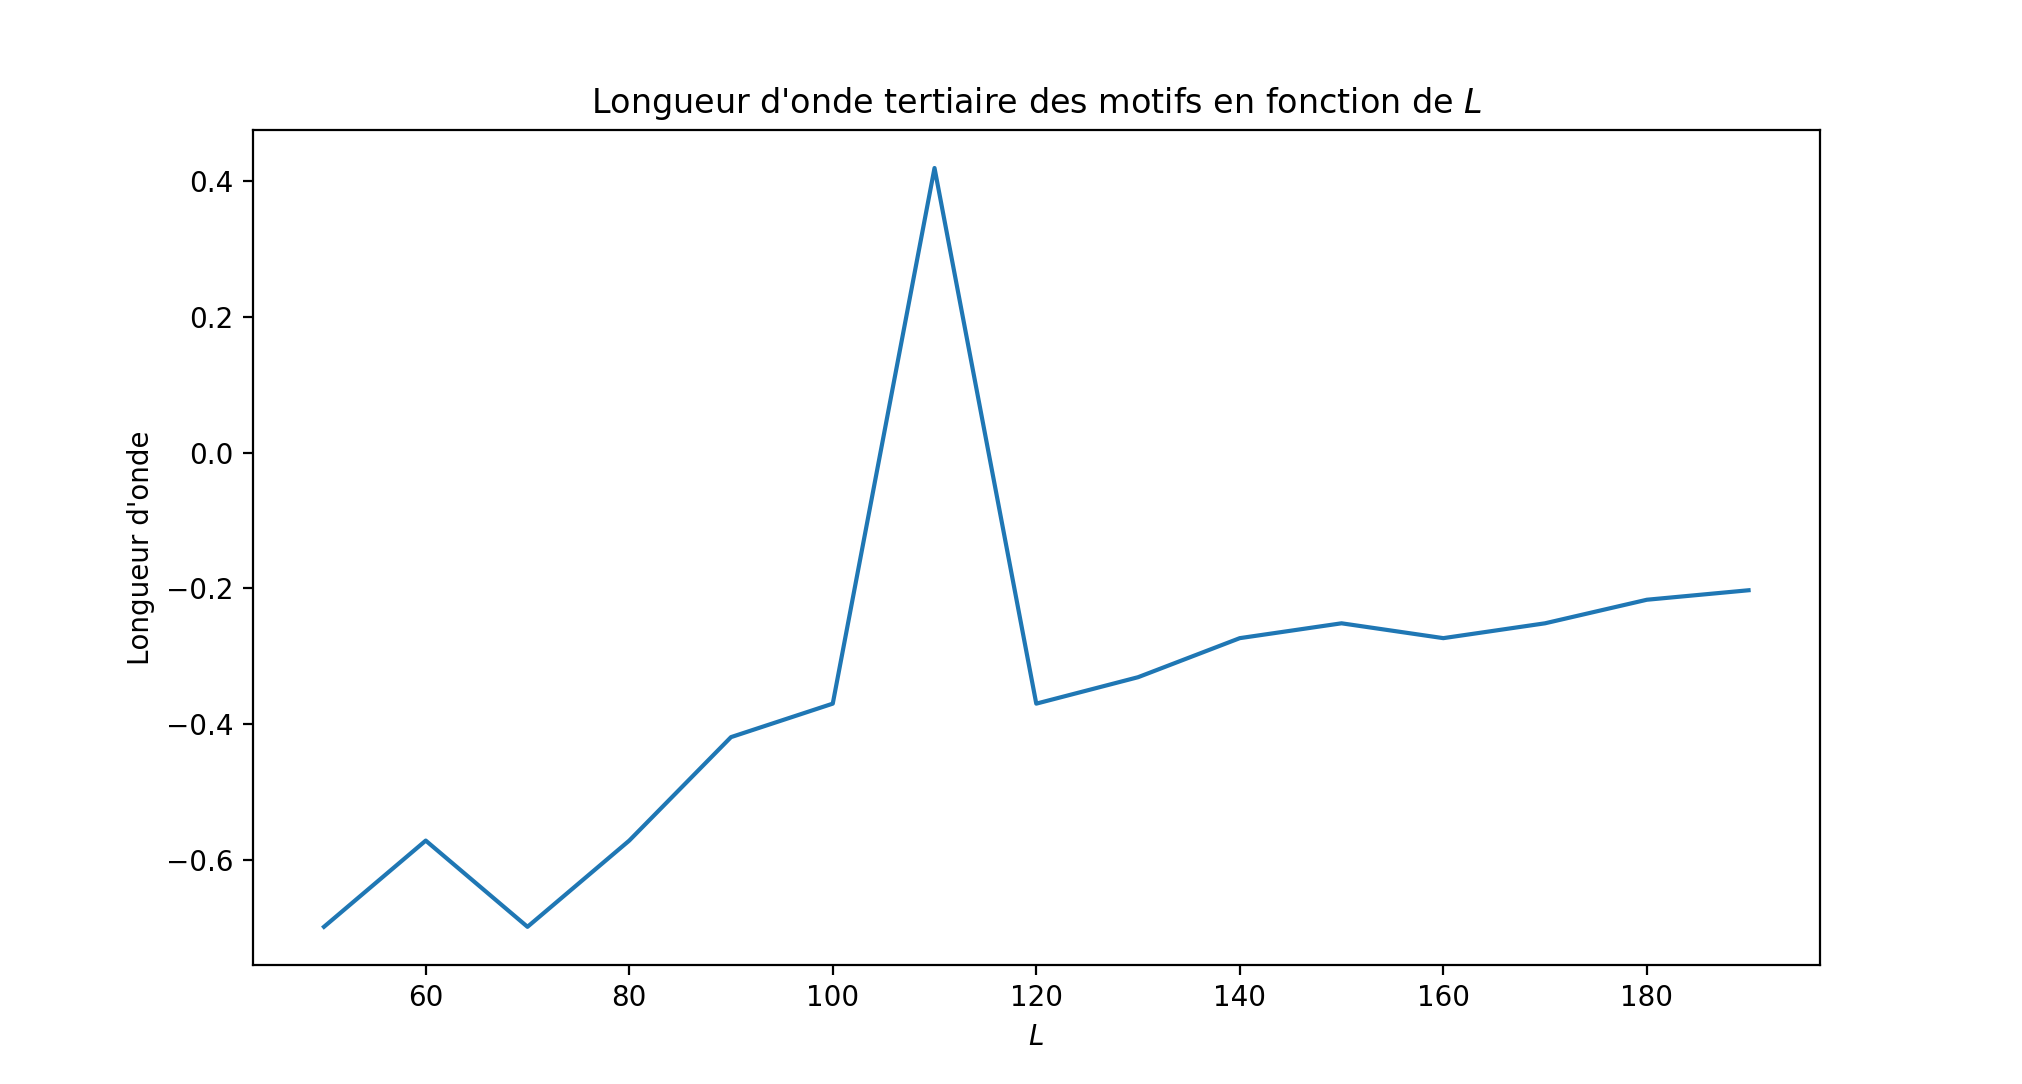 Longueur d'onde tertiaire des motifs en fonction de L
Longueur d'onde
0.4
0.2
0.0
−0.2
−0.4
−0.6
60 80 100 120 140 160 180
L